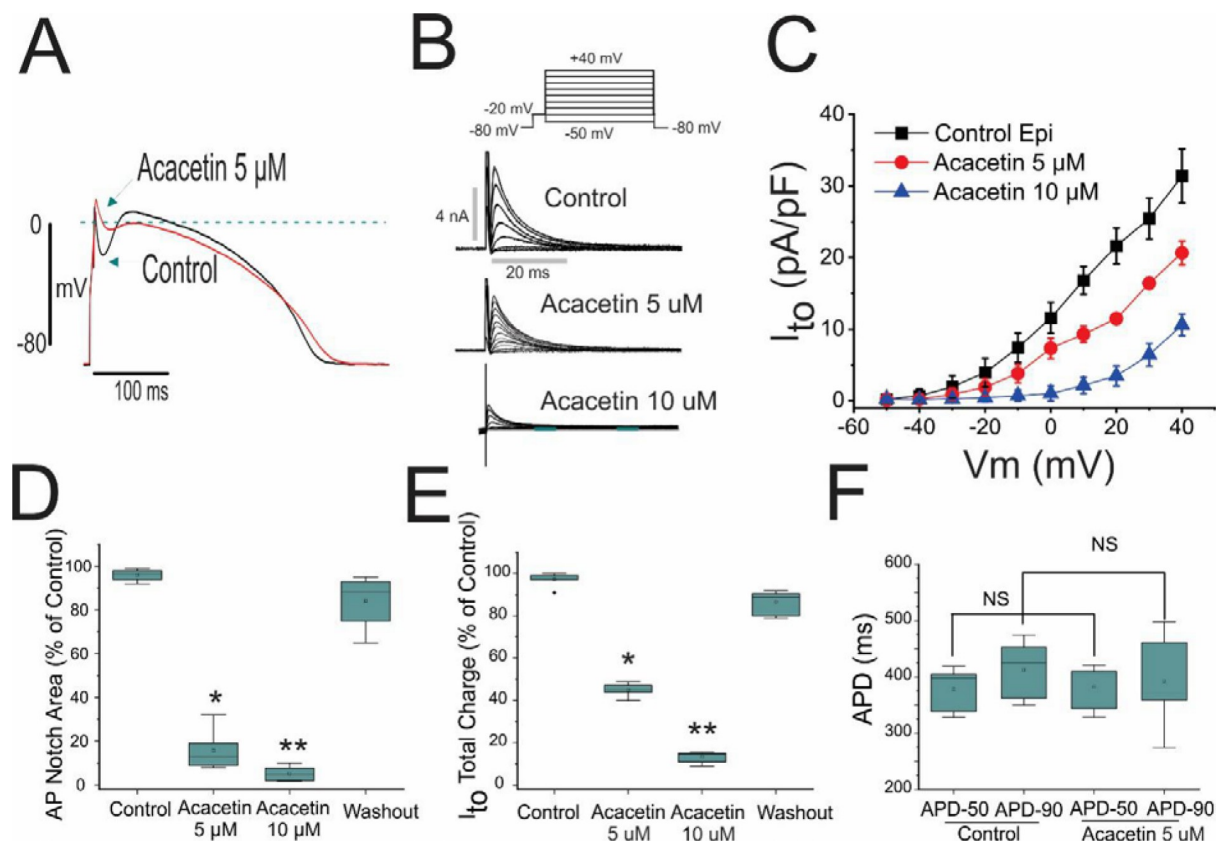 A
Acacetin 5 µM
0
Control
mV
-80
100 ms
B
+40 mV
-20 mV
-80 mV
-50 mV
-80 mV
Control
4 nA
20 ms
Acacetin 5 uM
Acacetin 10 uM
C
Control Epi
Acacetin 5 µM
Acacetin 10 µM
Ito (pA/pF)
40
30
20
10
0
-60 -40 -20 0 20 40
Vm (mV)
D
AP Notch Area (% of Control)
100
80
60
40
20
0
*
**
Control
Acacetin 5 µM
Acacetin 10 µM
Washout
E
Ito Total Charge (% of Control)
100
80
60
40
20
0
*
**
Control
Acacetin 5 uM
Acacetin 10 uM
Washout
F
APD (ms)
600
500
400
300
200
NS
NS
APD-50 APD-90 APD-50 APD-90
Control
Acacetin 5 uM